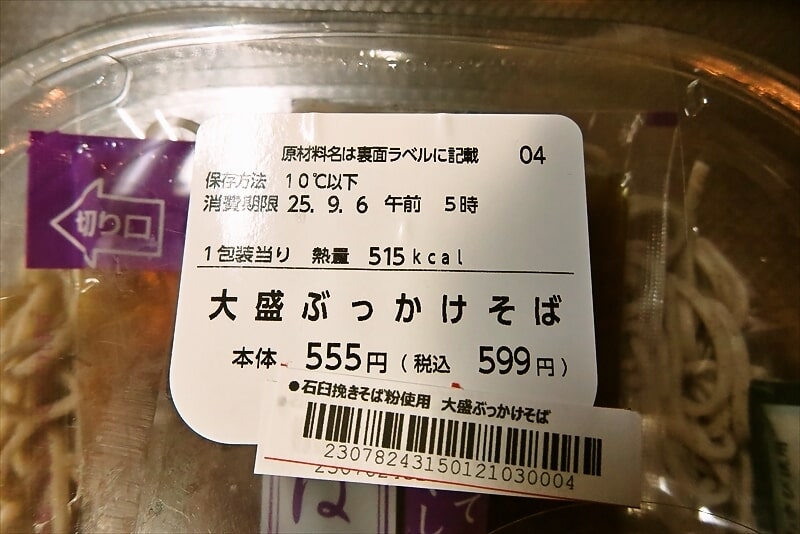 原材料名は裏面ラベルに記載 04
保存方法 10℃以下
消費期限 25. 9. 6 午前 5時
切り口
1包装当り 熱量 515kcal
大盛ぶっかけそば
本体 555円(税込 599円)
●石臼挽きそば粉使用 大盛ぶっかけそば
23078243150121030004